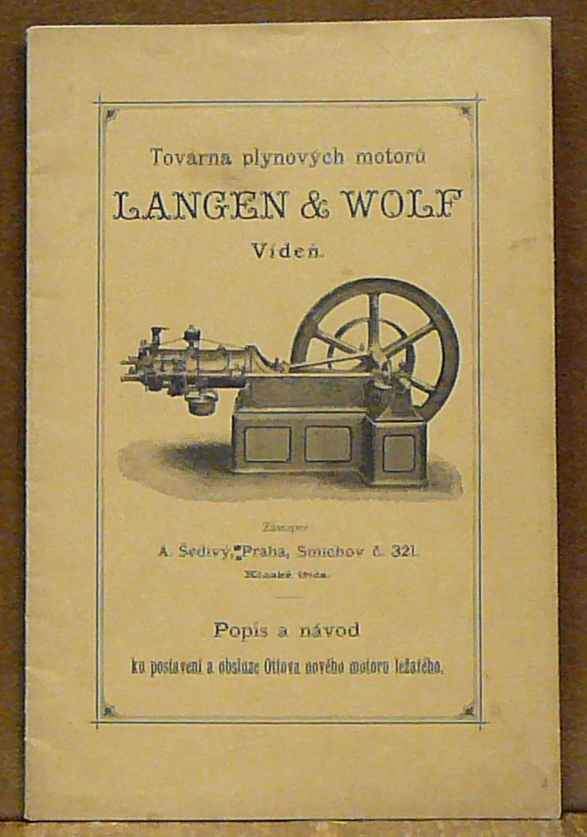 Továrna plynových motorů
LANGEN & WOLF
Vídeň.
Zástupce
A. Šedivý, Praha, Smíchov č. 321.
třída.
Popis a návod
ku postavení a obsluze Ottova nového motoru ležatého.